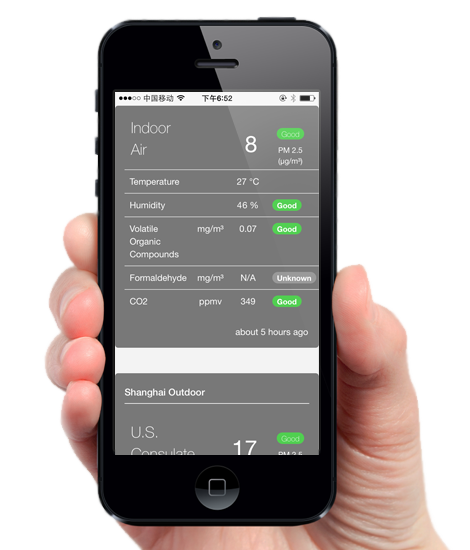 中国移动 下午6:52
Indoor
Air
8
Good
PM 2.5
(µg/m³)
Temperature 27 °C
Humidity 46 % Good
Volatile mg/m³ 0.07 Good
Organic
Compounds
Formaldehyde mg/m³ N/A Unknown
CO2 ppmv 349 Good
about 5 hours ago
Shanghai Outdoor
U.S.
Consulate
17
Good
PM 2.5